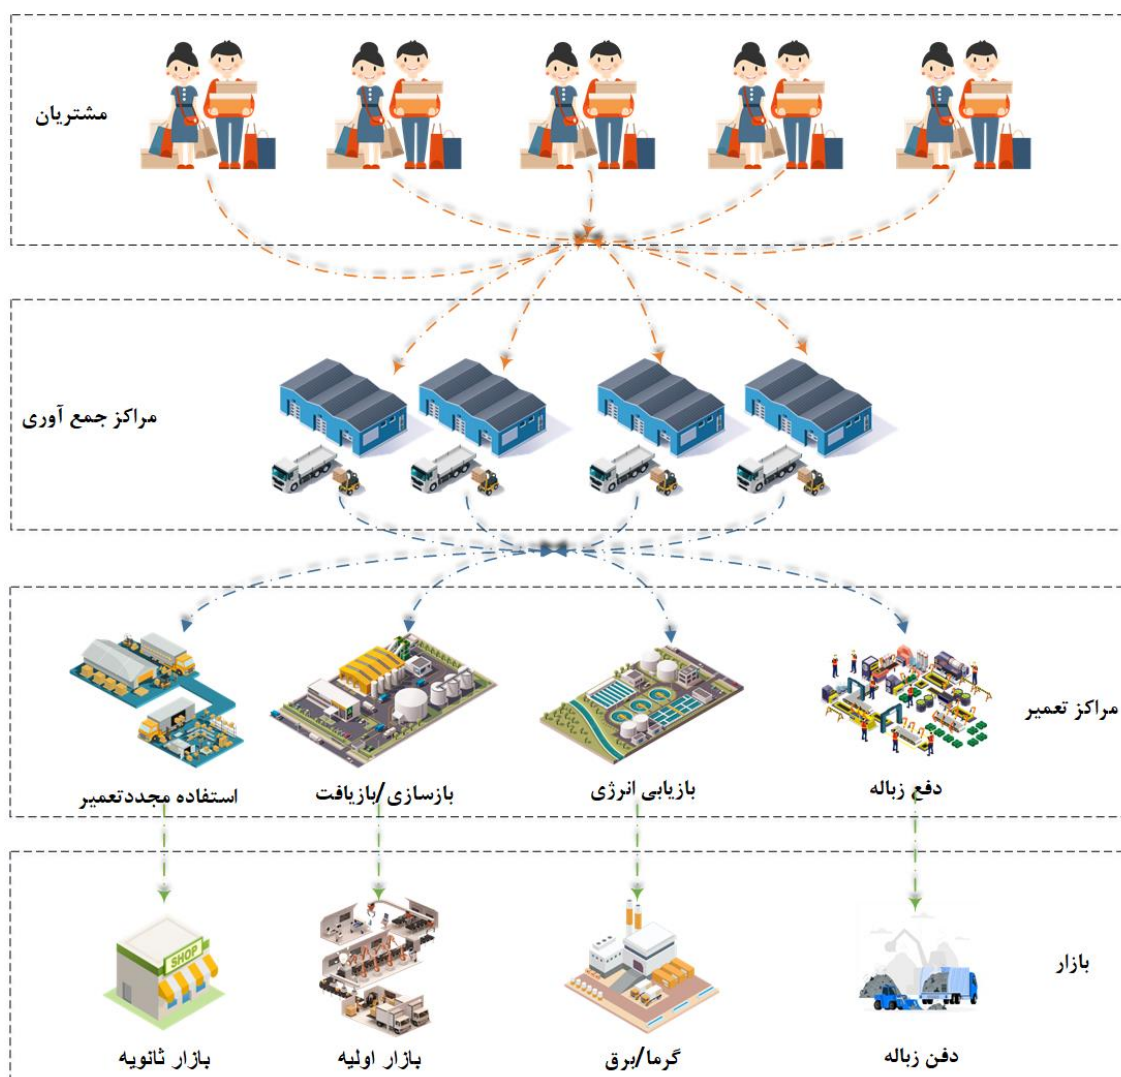 مشتریان
مراکز جمع آوری
مراکز تعمیر
دفع زباله
بازیابی انرژی
بازسازی/بازیافت
استفاده مجددتعمیر
بازار
SHOP
دفن زباله
گرما/برق
بازار اولیه
بازار ثانویه